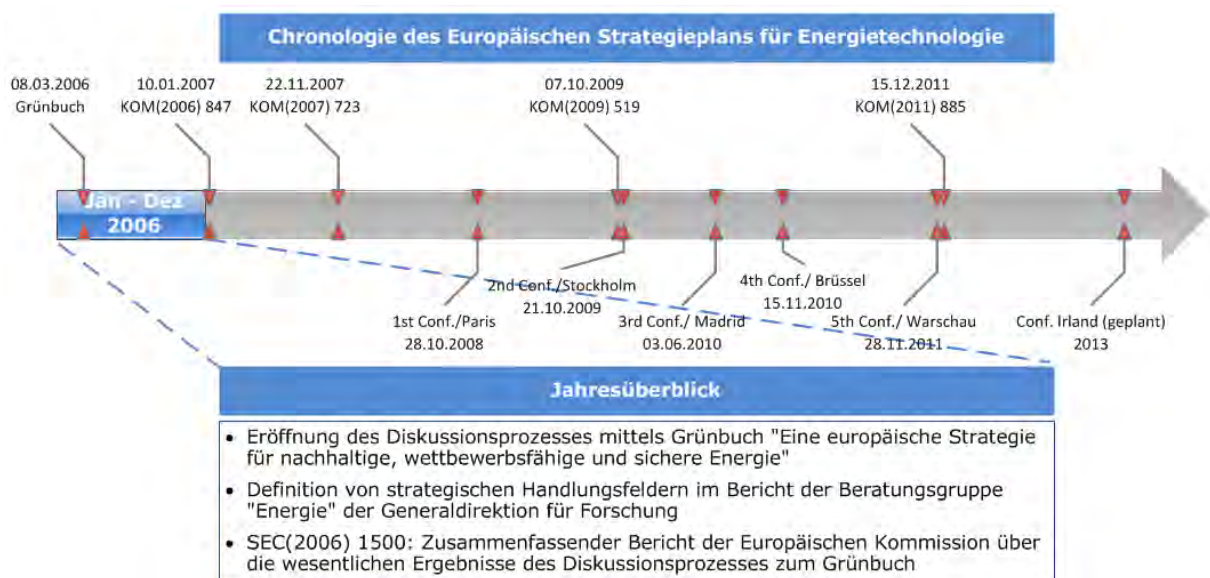 Chronologie des Europäischen Strategieplans für Energietechnologie
08.03.2006
Grünbuch
10.01.2007
KOM(2006) 847
22.11.2007
KOM(2007) 723
07.10.2009
KOM(2009) 519
15.12.2011
KOM(2011) 885
Jan - Dez
2006
1st Conf./Paris
28.10.2008
2nd Conf./Stockholm
21.10.2009
3rd Conf./ Madrid
03.06.2010
4th Conf./ Brüssel
15.11.2010
5th Conf./ Warschau
28.11.2011
Conf. Irland (geplant)
2013
Jahresüberblick
• Eröffnung des Diskussionsprozesses mittels Grünbuch "Eine europäische Strategie
für nachhaltige, wettbewerbsfähige und sichere Energie"
• Definition von strategischen Handlungsfeldern im Bericht der Beratungsgruppe
"Energie" der Generaldirektion für Forschung
• SEC(2006) 1500: Zusammenfassender Bericht der Europäischen Kommission über
die wesentlichen Ergebnisse des Diskussionsprozesses zum Grünbuch